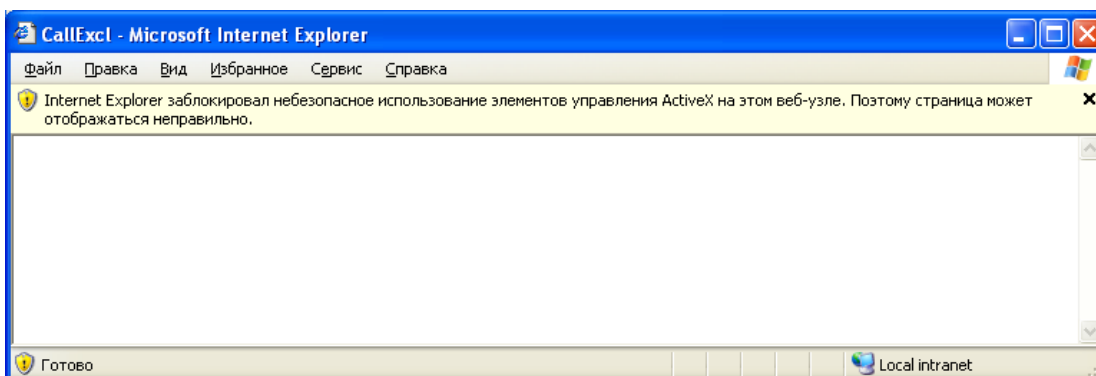 CallExcl - Microsoft Internet Explorer
Файл Правка Вид Избранное Сервис Справка
Internet Explorer заблокировал небезопасное использование элементов управления ActiveX на этом веб-узле. Поэтому страница может
отображаться неправильно.
Готово Local intranet